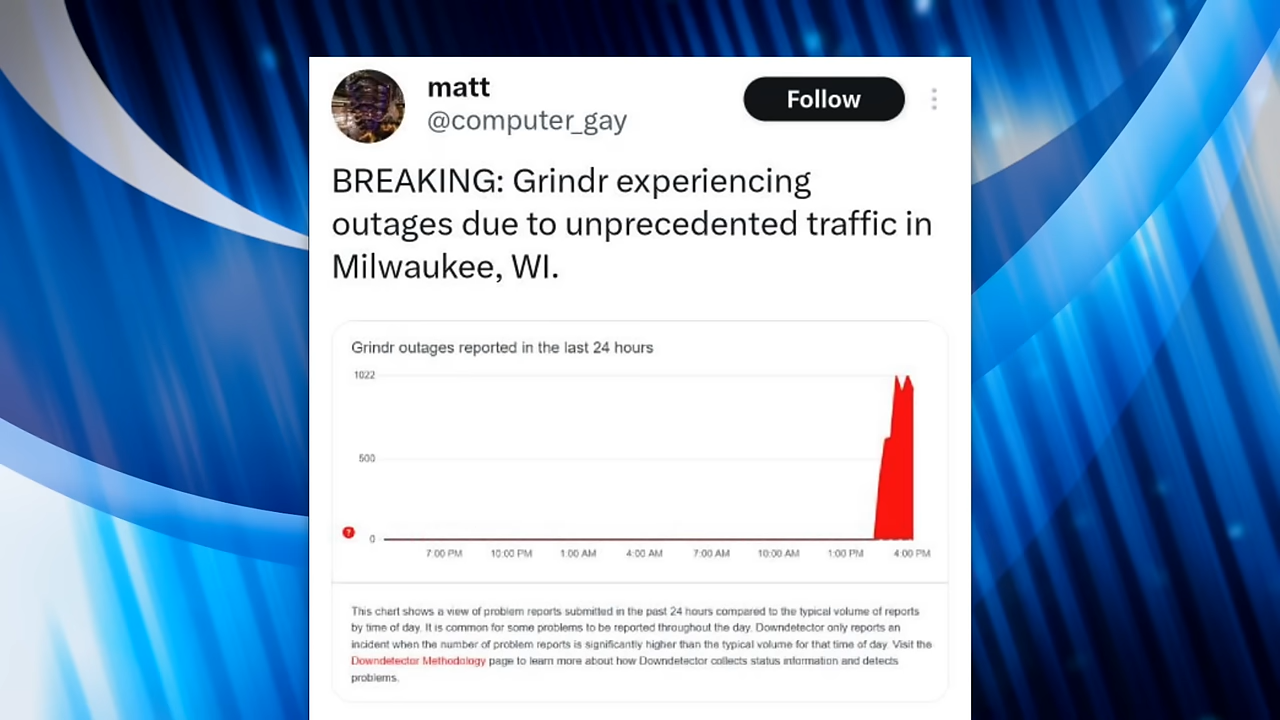 matt
@computer_gay
Follow
BREAKING: Grindr experiencing
outages due to unprecedented traffic in
Milwaukee, WI.
Grindr outages reported in the last 24 hours
1022
500
0
7:00 PM 10:00 PM 1:00 AM 4:00 AM 7:00 AM 10:00 AM 1:00 PM 4:00 PM
This chart shows a view of problem reports submitted in the past 24 hours compared to the typical volume of reports
by time of day. It is common for some problems to be reported throughout the day. Downdetector only reports an
incident when the number of problem reports is significantly higher than the typical volume for that time of day. Visit the
Downdetector Methodology page to learn more about how Downdetector collects status information and detects
problems.